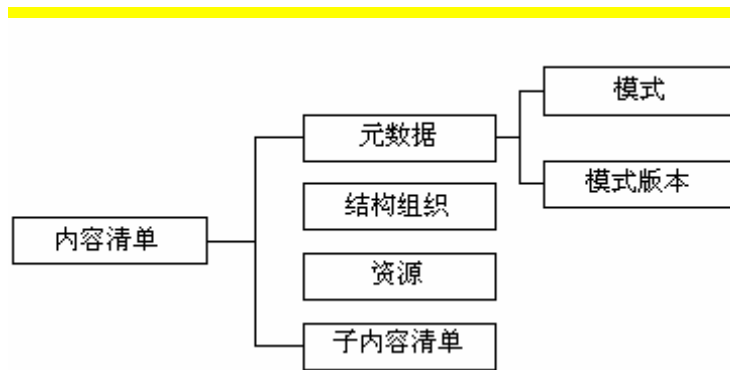 模式
元数据
模式版本
结构组织
内容清单
资源
子内容清单